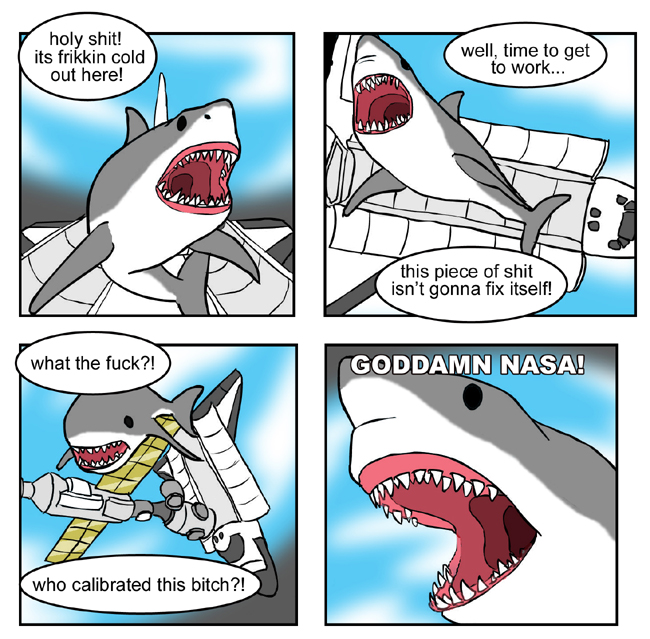 holy shit!
its frikkin cold
out here!
well, time to get
to work...
this piece of shit
isn't gonna fix itself!
what the fuck?!
who calibrated this bitch?!
GODDAMN NASA!